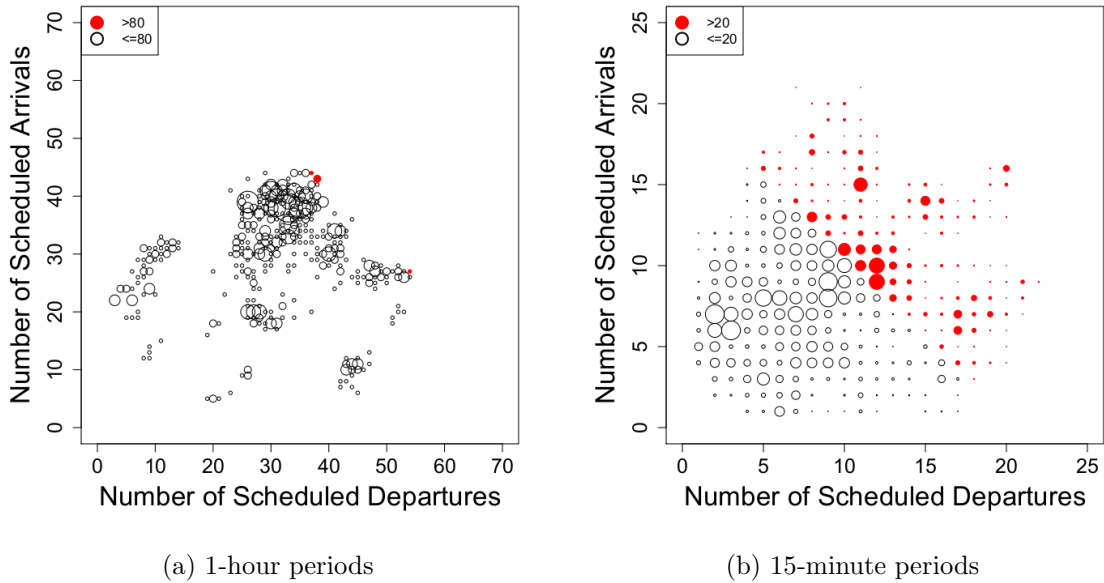 >80
<=80
Number of Scheduled Arrivals
0 10 20 30 40 50 60 70
0 10 20 30 40 50 60 70
Number of Scheduled Departures
(a) 1-hour periods
>20
<=20
Number of Scheduled Arrivals
0 5 10 15 20 25
0 5 10 15 20 25
Number of Scheduled Departures
(b) 15-minute periods